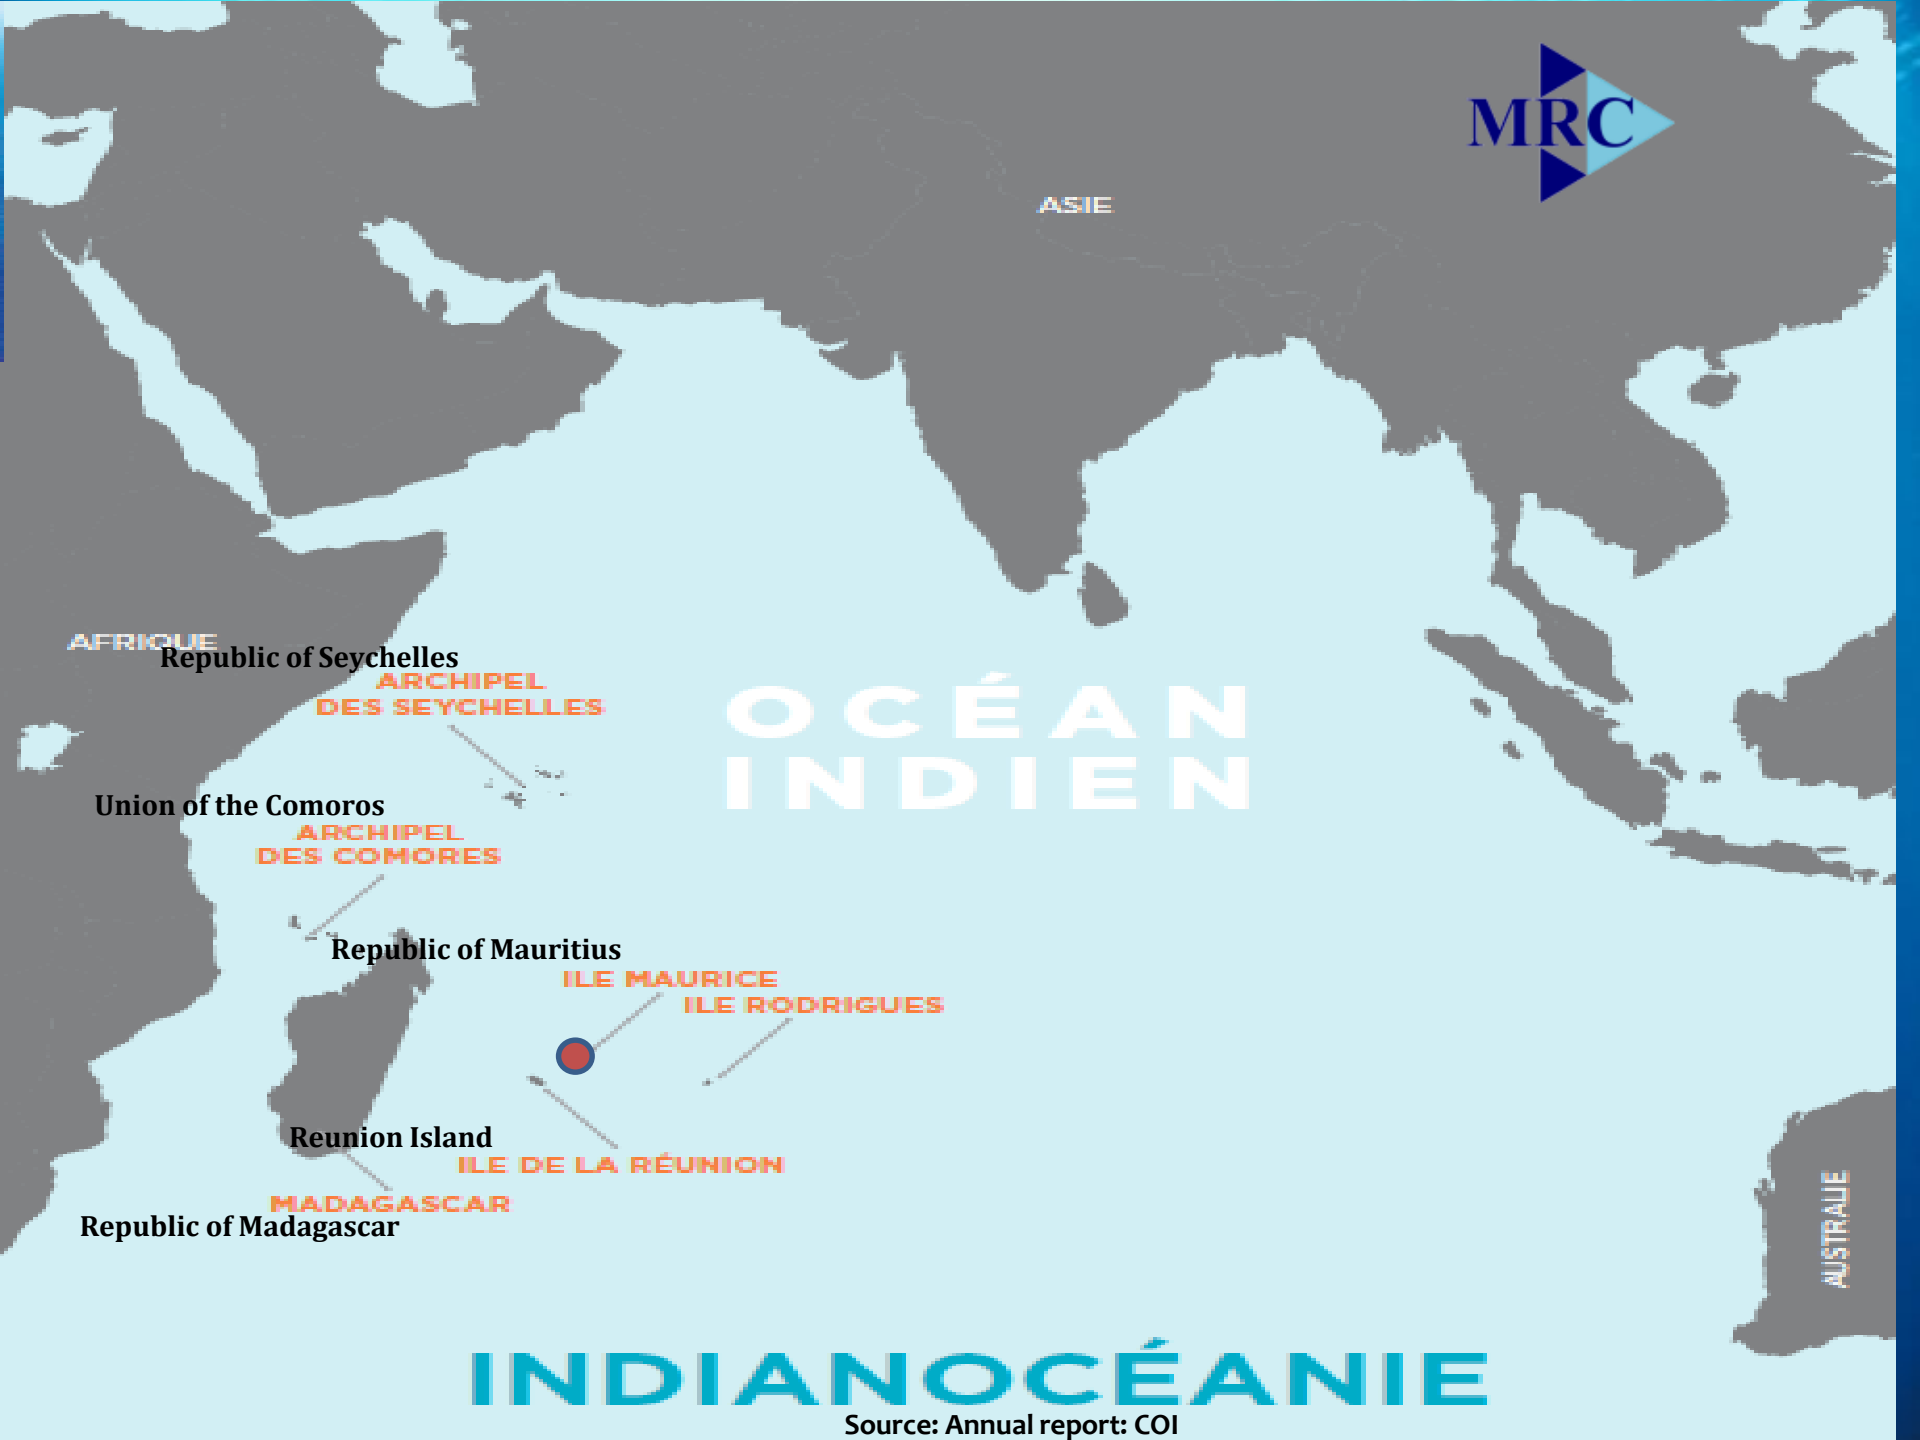 MRC
ASIE
AFRIQUE
Republic of Seychelles
ARCHIPEL
DES SEYCHELLES
OCÉAN
INDIEN
Union of the Comoros
ARCHIPEL
DES COMORES
Republic of Mauritius
ILE MAURICE
ILE RODRIGUES
Reunion Island
ILE DE LA RÉUNION
MADAGASCAR
Republic of Madagascar
AUSTRALIE
INDIANOCÉANIE
Source: Annual report: COI